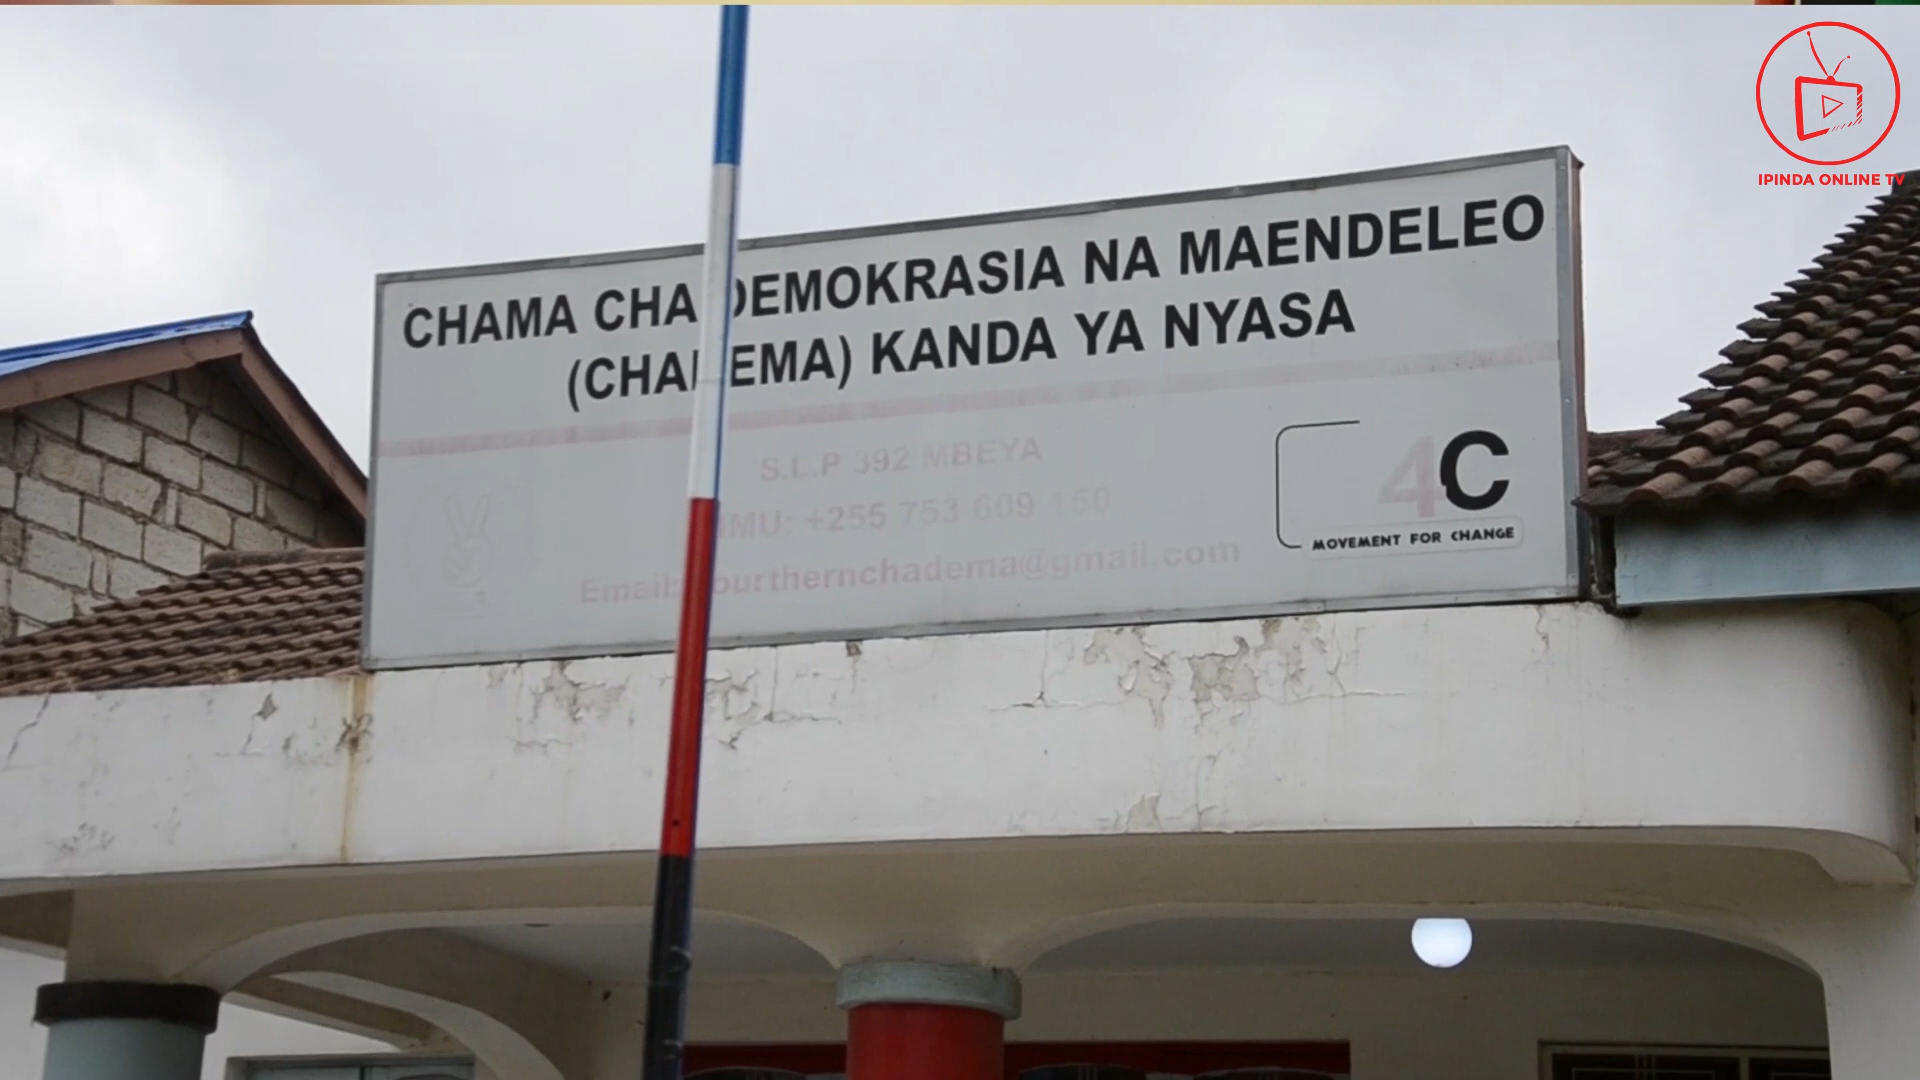 CHAMA CHA DEMOKRASIA NA MAENDELEO
(CHADEMA) KANDA YA NYASA
S.L.P 392 MBEYA
+255 753 609 150
Email:
4C
MOVEMENT FOR CHANGE
IPINDA ONLINE TV